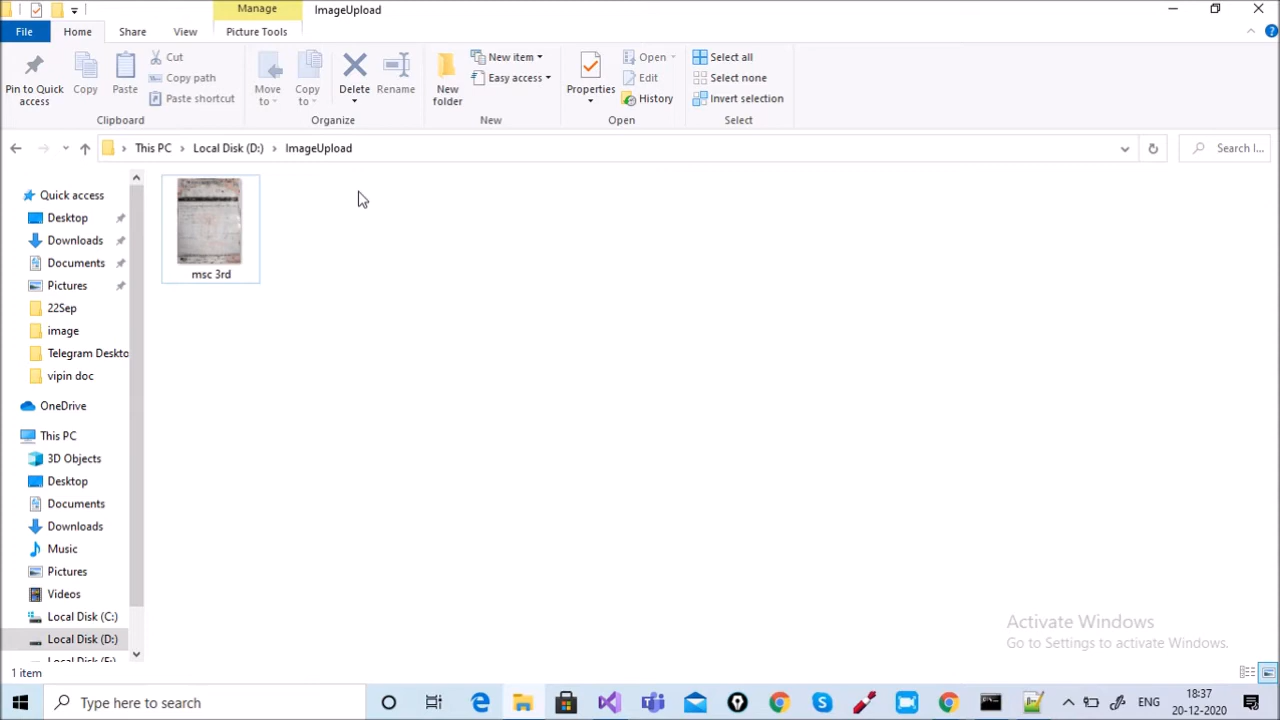 Manage
ImageUpload
File
Home
Share
View
Picture Tools
Pin to Quick access
Copy
Paste
Cut
Copy path
Paste shortcut
Clipboard
Move to
Copy to
Delete
Rename
Organize
New folder
New item
Easy access
New
Properties
Open
Edit
History
Open
Select all
Select none
Invert selection
Select
This PC
Local Disk (D:)
ImageUpload
Search I...
Quick access
Desktop
Downloads
Documents
Pictures
22Sep
image
Telegram Deskto
vipin doc
OneDrive
This PC
3D Objects
Desktop
Documents
Downloads
Music
Pictures
Videos
Local Disk (C:)
Local Disk (D:)
msc 3rd
Activate Windows
Go to Settings to activate Windows.
1 item
Type here to search
ENG
18:37
20-12-2020